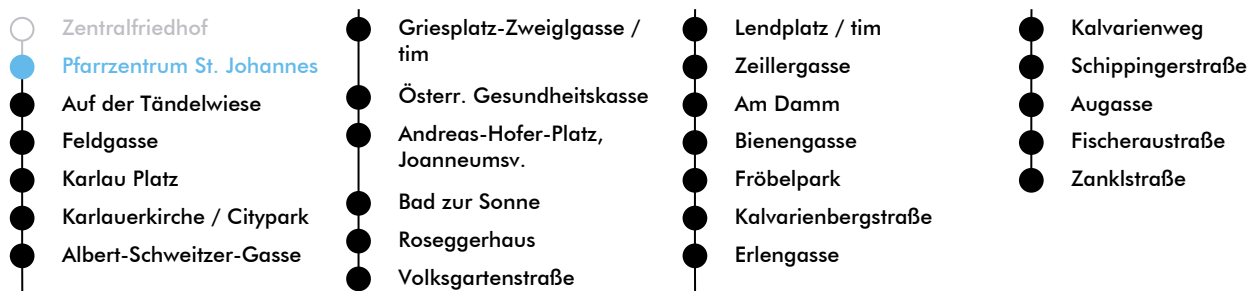 Zentralfriedhof
Pfarrzentrum St. Johannes
Auf der Tändelwiese
Feldgasse
Karlau Platz
Karlauerkirche / Citypark
Albert-Schweitzer-Gasse
Griesplatz-Zweiglgasse /
tim
Österr. Gesundheitskasse
Andreas-Hofer-Platz,
Joanneumsv.
Bad zur Sonne
Roseggerhaus
Volksgartenstraße
Lendplatz / tim
Zeillergasse
Am Damm
Bienengasse
Fröbelpark
Kalvarienbergstraße
Erlengasse
Kalvarienweg
Schippingerstraße
Augasse
Fischeraustraße
Zanklstraße